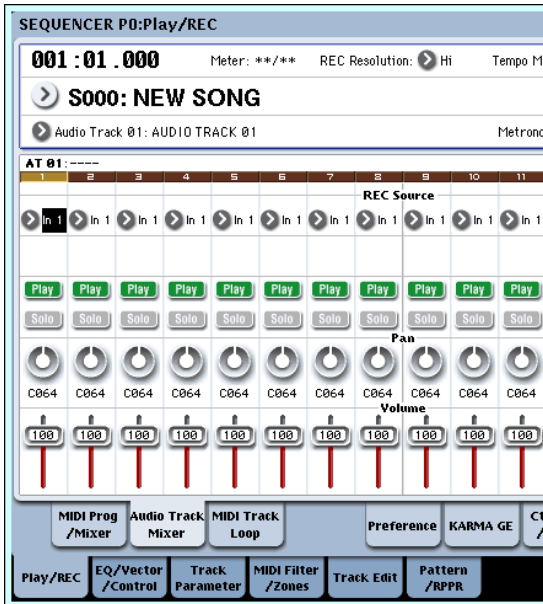 SEQUENCER P0:Play/REC
001:01.000 Meter: **/** REC Resolution: Hi Tempo M
S000: NEW SONG
Audio Track 01: AUDIO TRACK 01 Metrono
AT 01:----
1 2 3 4 5 6 7 8 9 10 11
REC Source
In 1 In 1 In 1 In 1 In 1 In 1 In 1 In 1 In 1 In 1 In 1
Play Play Play Play Play Play Play Play Play Play Play
Solo Solo Solo Solo Solo Solo Solo Solo Solo Solo Solo
Pan
C064 C064 C064 C064 C064 C064 C064 C064 C064 C064 C064
Volume
100 100 100 100 100 100 100 100 100 100 100
MIDI Prog Audio Track MIDI Track Preference KARMA GE Ct
/Mixer Mixer Loop /
Play/REC EQ/Vector Track MIDI Filter Track Edit Pattern
/Control Parameter /Zones /RPPR